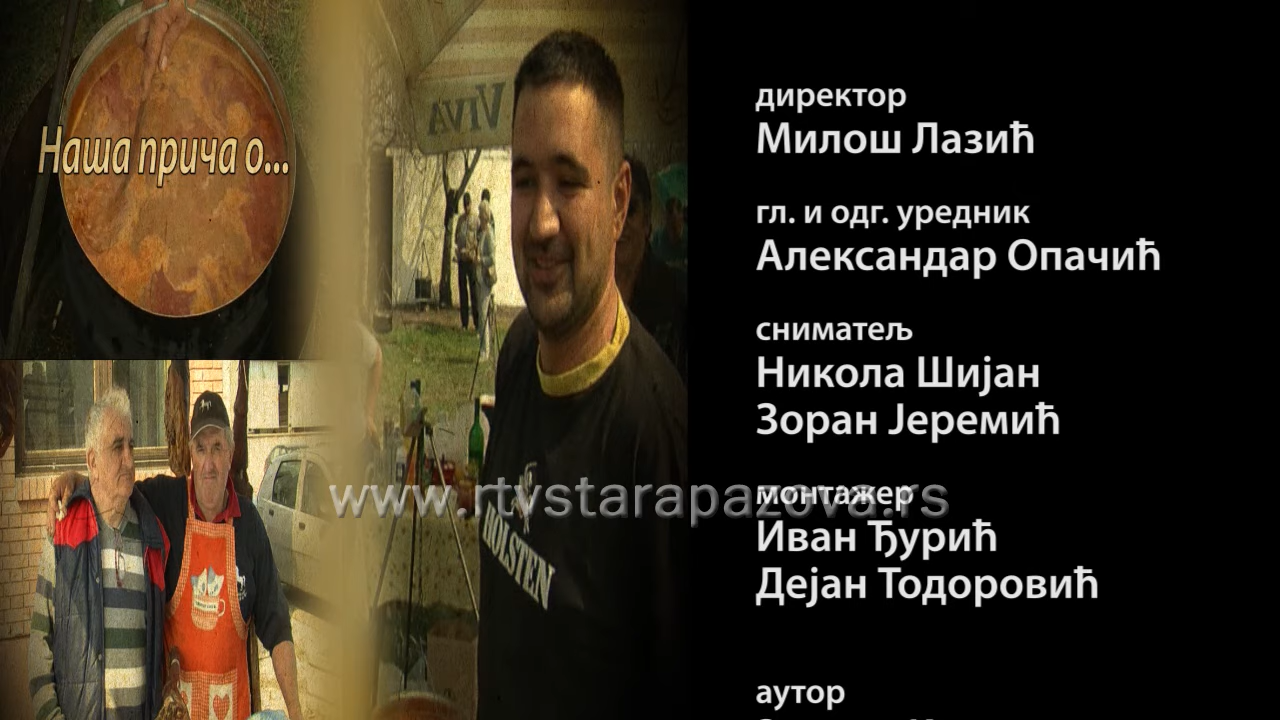 Наша прича о...
VIVA
HOLSTEN
директор
Милош Лазић
гл. и одг. уредник
Александар Опачић
сниматељ
Никола Шијан
Зоран Јеремић
www.rtvstarapazova.rs
монтажер
Иван Ђурић
Дејан Тодоровић
аутор